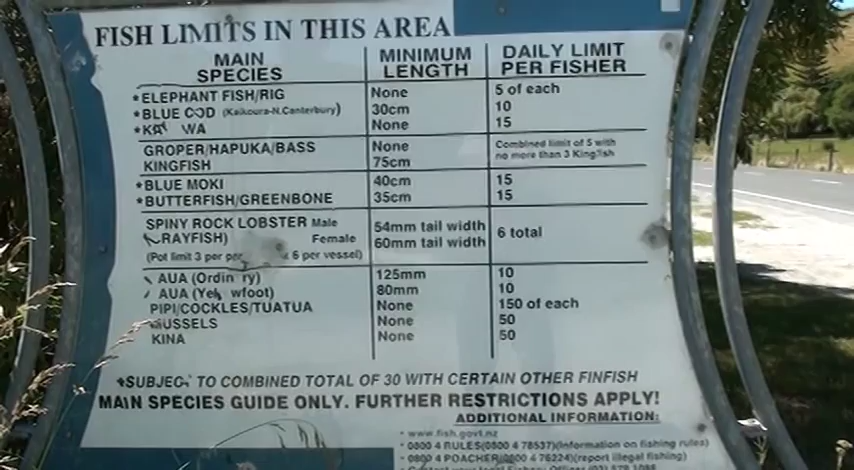 FISH LIMITS IN THIS AREA
MAIN SPECIES MINIMUM LENGTH DAILY LIMIT PER FISHER
*ELEPHANT FISH/RIG None 5 of each
*BLUE COD (Kaikoura-N.Canterbury) 30cm 10
WA None 15
GROPER/HAPUKA/BASS None Combined limit of 5 with
KINGFISH 75cm no more than 3 Kingfish
*BLUE MOKI 40cm 15
*BUTTERFISH/GREENBONE 35cm 15
SPINY ROCK LOBSTER Male 54mm tail width 6 total
RAYFISH) Female 60mm tail width
(Pot limit 3 per 6 per vessel)
AUA 125mm 10
AUA 80mm 10
PIPI/COCKLES/TUATUA None 150 of each
MUSSELS None 50
KINA None 50
*SUBJECT TO COMBINED TOTAL OF 30 WITH CERTAIN OTHER FINFISH
MAIN SPECIES GUIDE ONLY. FURTHER RESTRICTIONS APPLY!
ADDITIONAL INFORMATION:
* www.fish.govt.nz
* 0800 4 RULES(0800 4 78537)(Information on fishing rules)
* 0800 4 POACHER(0800 4 76224)(report illegal fishing)